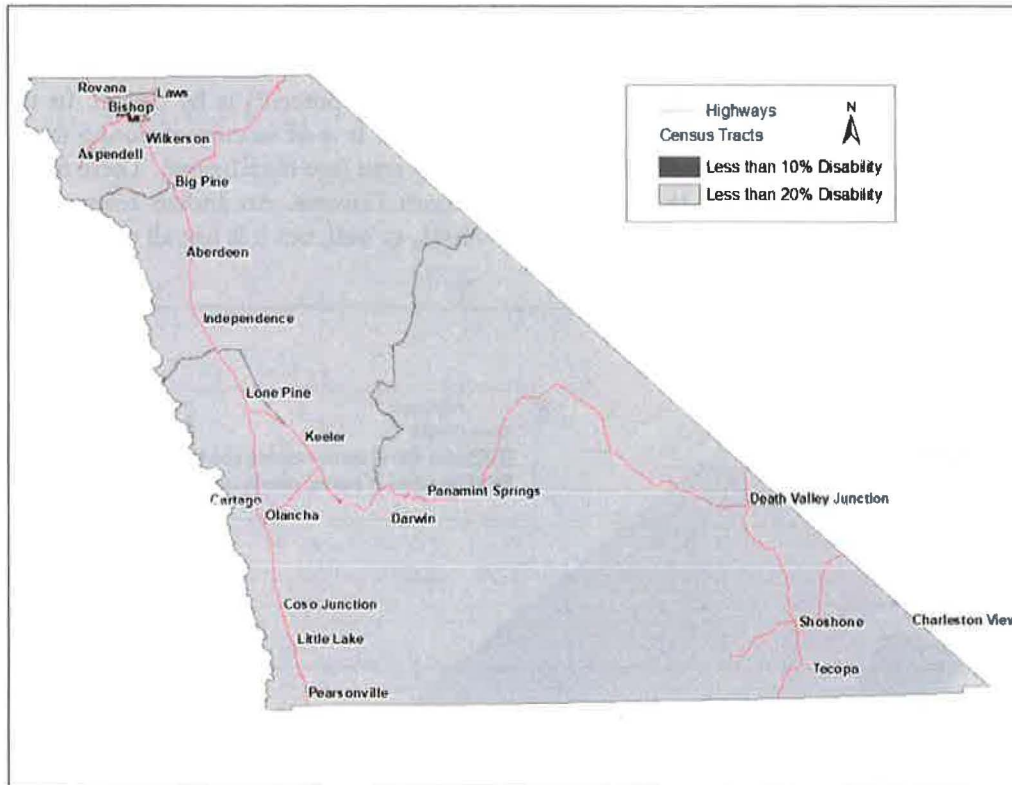 Rovana
Laws
Bishop
Wilkerson
Aspendell
Big Pine
Aberdeen
Independence
Lone Pine
Keeler
Cartago
Olancha
Darwin
Panamint Springs
Death Valley Junction
Coso Junction
Little Lake
Pearsonville
Shoshone
Charleston View
Tecopa
N
Highways
Census Tracts
Less than 10% Disability
Less than 20% Disability